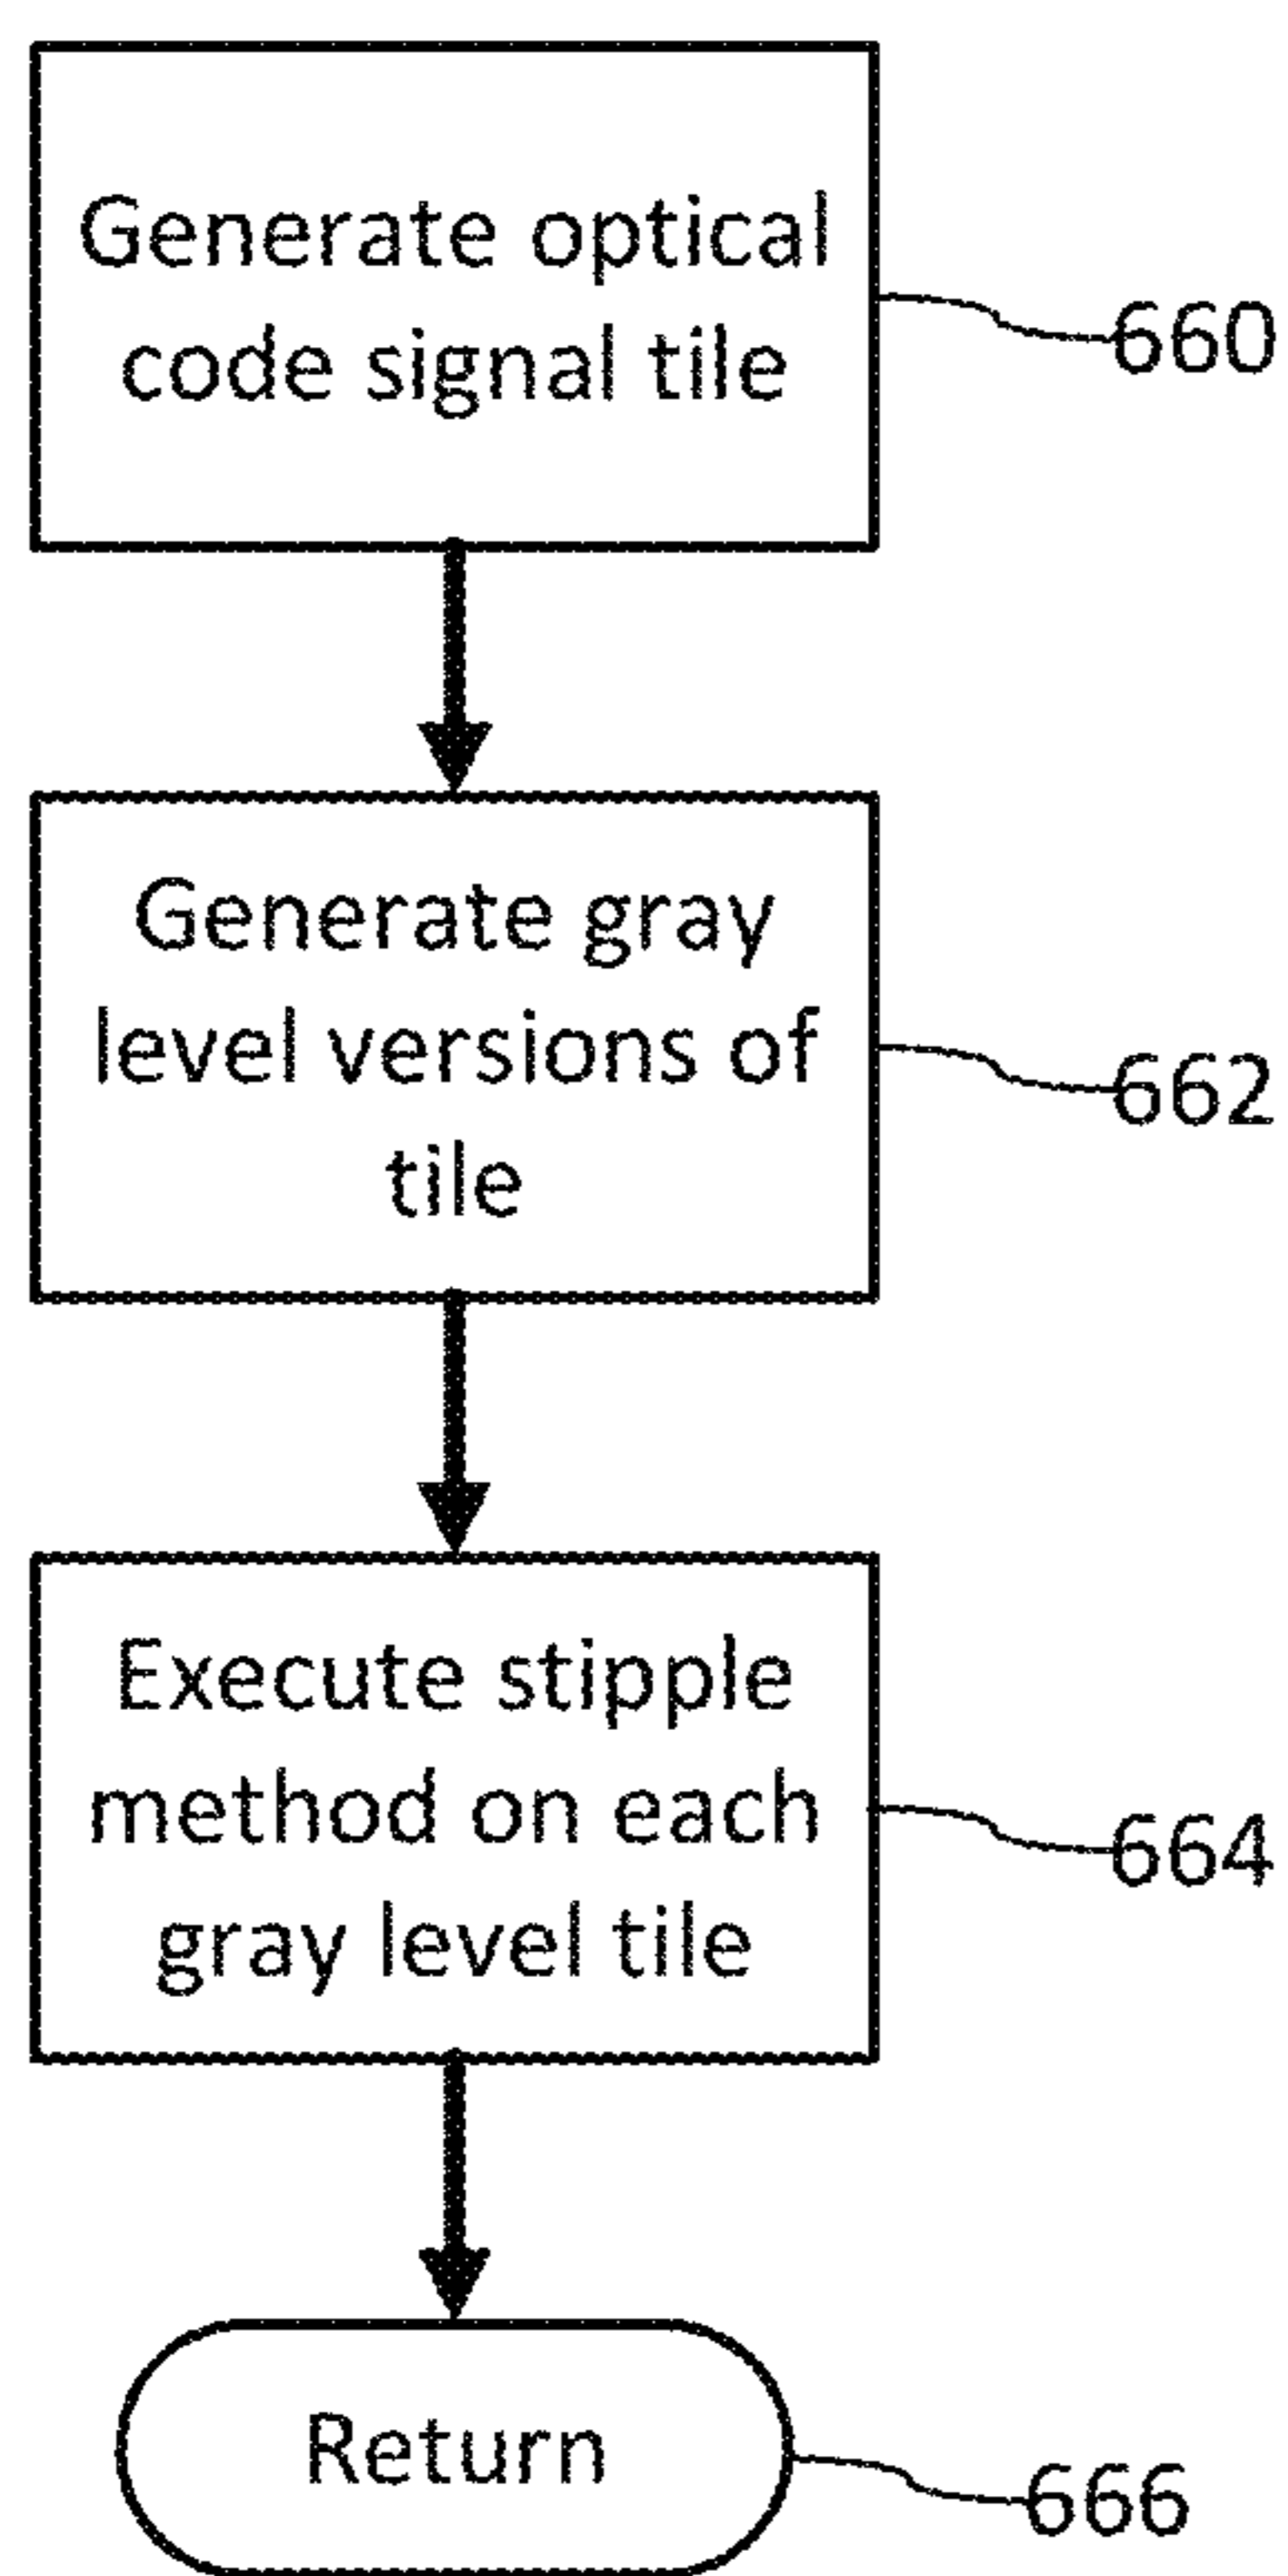 Generate optical
code signal tile
660
Generate gray
level versions of
tile
662
Execute stipple
method on each
gray level tile
664
Return
666